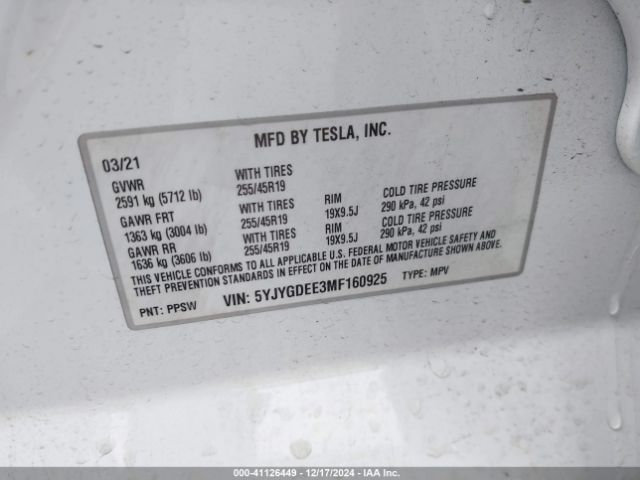 MFD BY TESLA, INC.
03/21
GVWR WITH TIRES
2591 kg (5712 lb) 255/45R19
GAWR FRT WITH TIRES RIM COLD TIRE PRESSURE
1363 kg (3004 lb) 255/45R19 19X9.5J 290 kPa, 42 psi
GAWR RR WITH TIRES RIM COLD TIRE PRESSURE
1636 kg (3606 lb) 255/45R19 19X9.5J 290 kPa, 42 psi
THIS VEHICLE CONFORMS TO ALL APPLICABLE U.S. FEDERAL MOTOR VEHICLE SAFETY AND
THEFT PREVENTION STANDARDS IN EFFECT ON THE DATE OF MANUFACTURE SHOWN ABOVE.
PNT: PPSW VIN: 5YJYGDEE3MF160925 TYPE: MPV
000-41126449 - 12/17/2024 - IAA Inc.